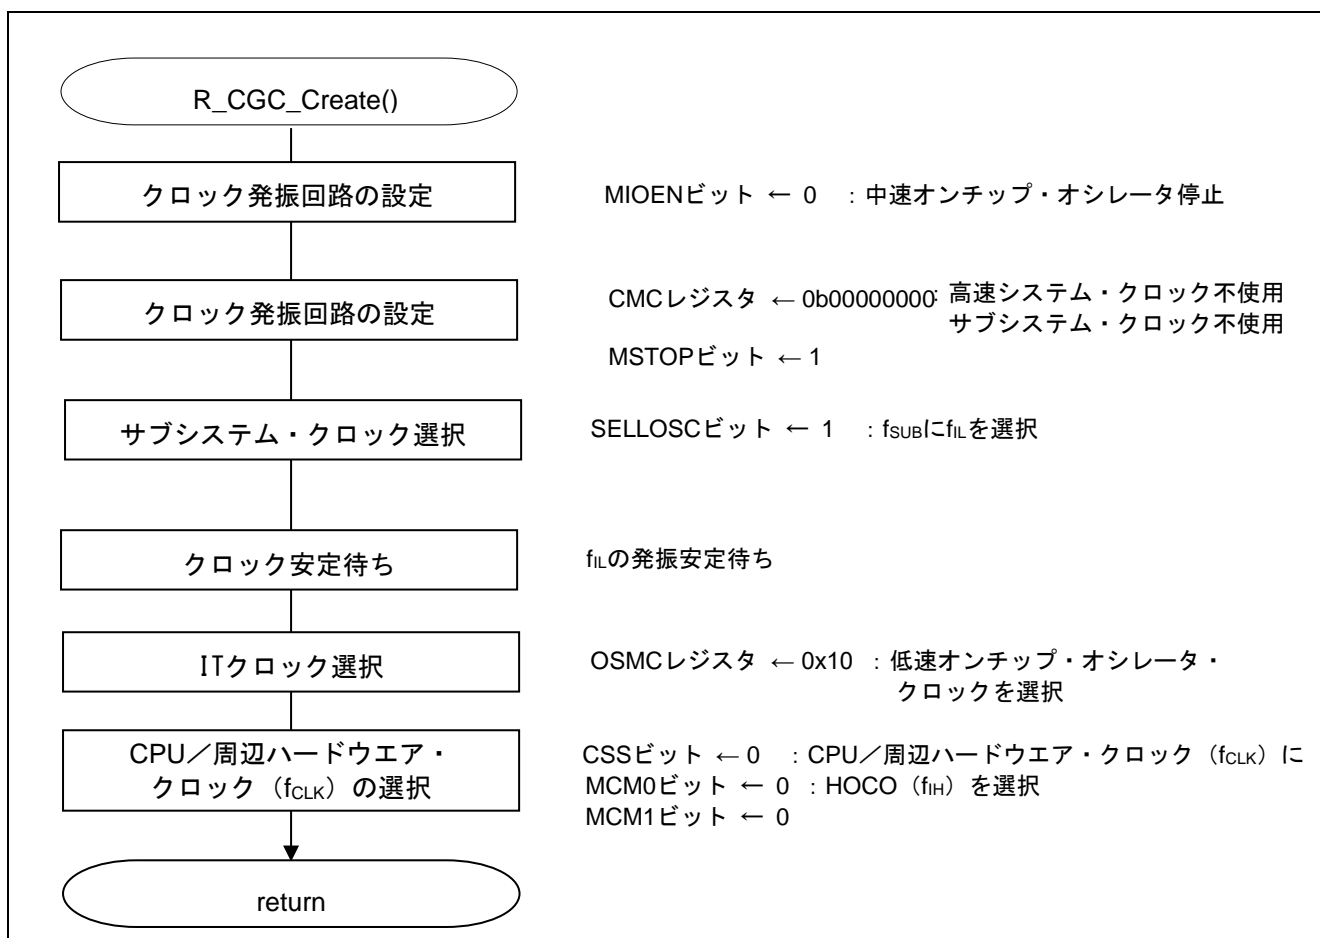 R_CGC_Create()
クロック発振回路の設定
MIOENビット ← 0 ：中速オンチップ・オシレータ停止
クロック発振回路の設定
CMCレジスタ ← 0b00000000: 高速システム・クロック不使用
サブシステム・クロック不使用
MSTOPビット ← 1
サブシステム・クロック選択
SELLOSCビット ← 1 ：fSUBにfILを選択
クロック安定待ち
fILの発振安定待ち
ITクロック選択
OSMCレジスタ ← 0x10 ：低速オンチップ・オシレータ・
クロックを選択
CPU／周辺ハードウエア・
クロック（fCLK）の選択
CSSビット ← 0 ：CPU／周辺ハードウエア・クロック（fCLK）に
MCM0ビット ← 0 ：HOCO（fIH）を選択
MCM1ビット ← 0
return